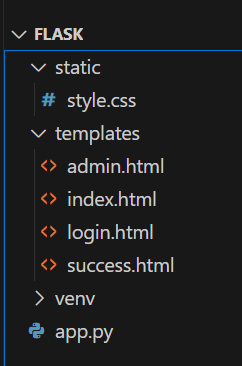 FLASK
static
# style.css
templates
<> admin.html
<> index.html
<> login.html
<> success.html
venv
app.py